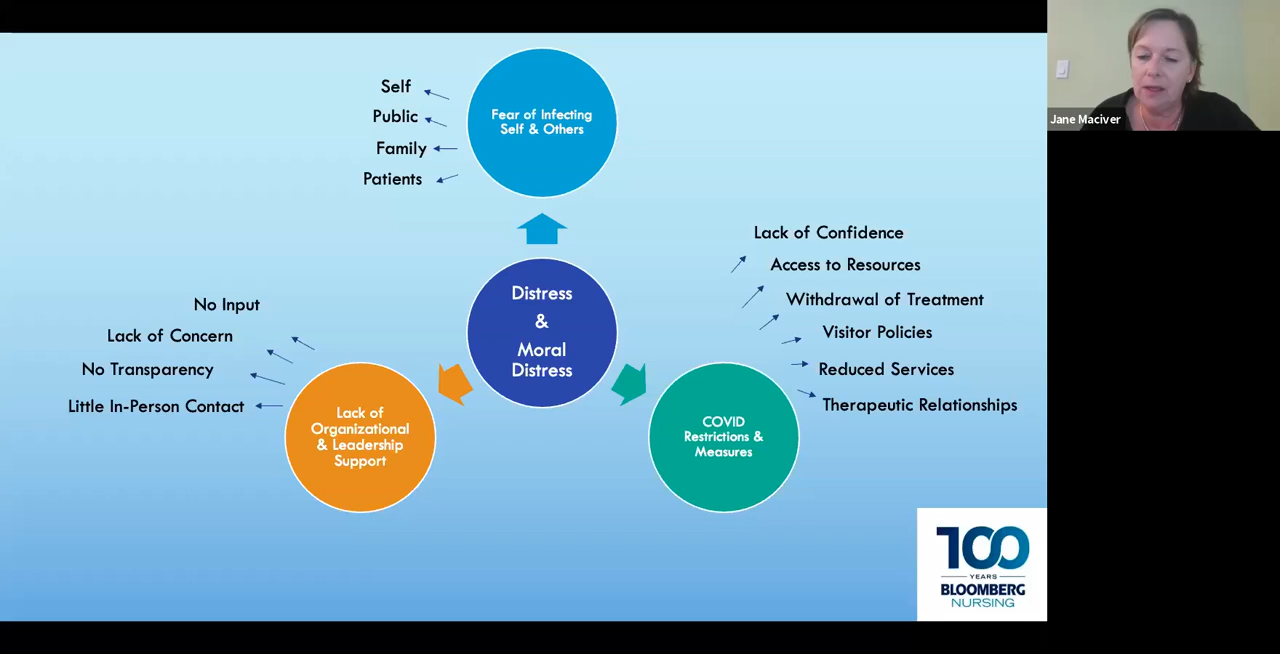 Self
Public
Family
Patients
Fear of Infecting
Self & Others
Jane Maciver
Distress
&
Moral
Distress
No Input
Lack of Concern
No Transparency
Little In-Person Contact
Lack of
Organizational
& Leadership
Support
Lack of Confidence
Access to Resources
Withdrawal of Treatment
Visitor Policies
Reduced Services
Therapeutic Relationships
COVID
Restrictions &
Measures
100
YEARS
BLOOMBERG
NURSING